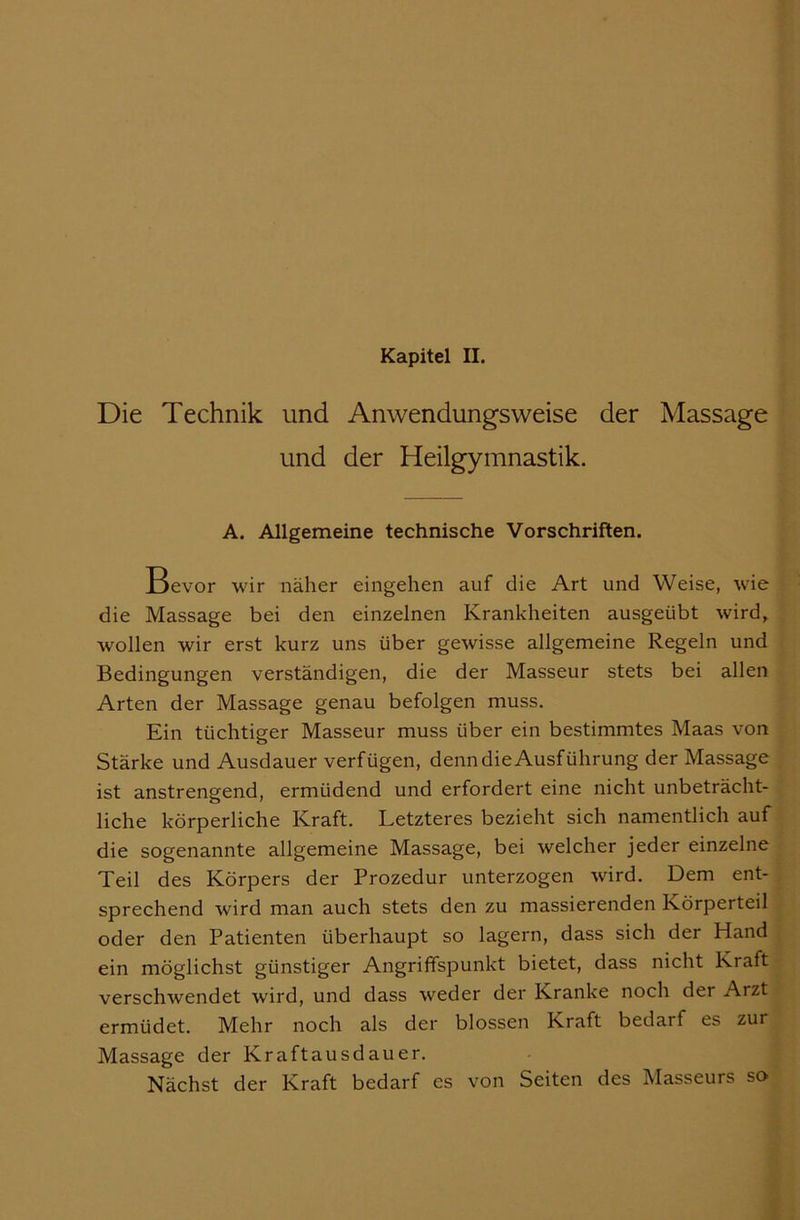 Kapitel II.
Die Technik und Anwendungsweise der Massage
und der Heilgymnastik.
A. Allgemeine technische Vorschriften.
Bevor wir näher eingehen auf die Art und Weise, wie
die Massage bei den einzelnen Krankheiten ausgeübt wird,
wollen wir erst kurz uns über gewisse allgemeine Regeln und
Bedingungen verständigen, die der Masseur stets bei allen
Arten der Massage genau befolgen muss.
Ein tüchtiger Masseur muss über ein bestimmtes Maas von
Stärke und Ausdauer verfügen, denn die Ausführung der Massage
ist anstrengend, ermüdend und erfordert eine nicht unbeträcht-
liche körperliche Kraft. Letzteres bezieht sich namentlich auf
die sogenannte allgemeine Massage, bei welcher jeder einzelne
Teil des Körpers der Prozedur unterzogen wird. Dem ent-
sprechend wird man auch stets den zu massierenden Körperteil
oder den Patienten überhaupt so lagern, dass sich der Hand
ein möglichst günstiger Angriffspunkt bietet, dass nicht Kraft
verschwendet wird, und dass weder der Kranke noch der Arzt
ermüdet. Mehr noch als der blossen Kraft bedarf es zur
Massage der Kraftausdauer.
Nächst der Kraft bedarf es von Seiten des Masseurs so